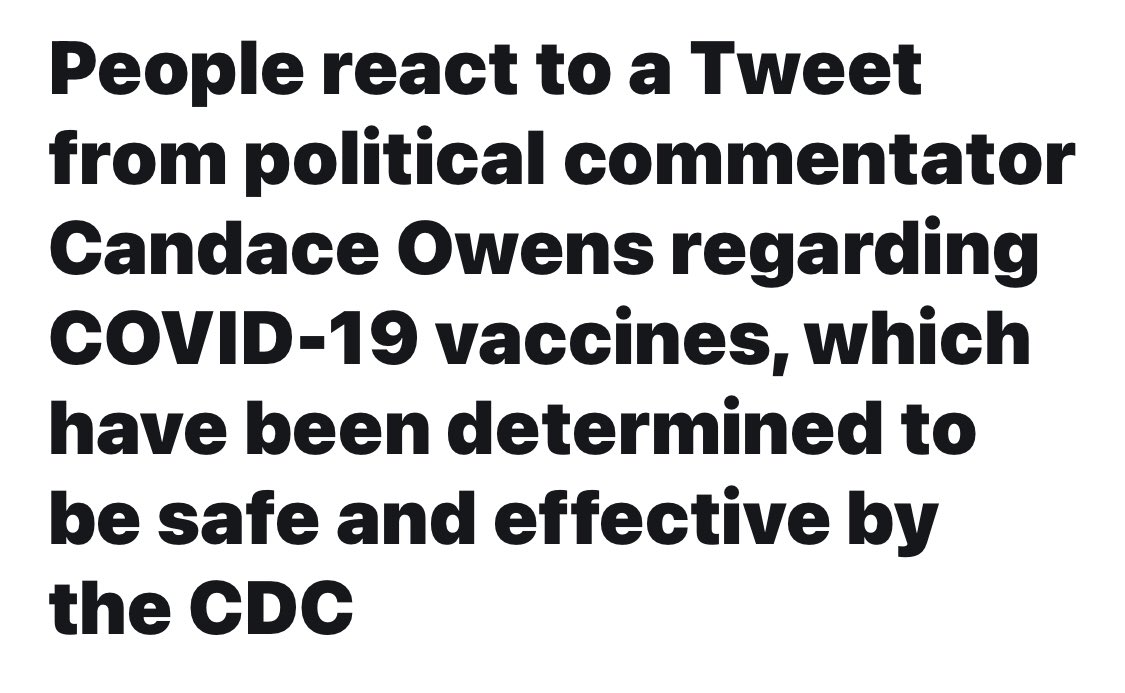 People react to a Tweet
from political commentator
Candace Owens regarding
COVID-19 vaccines, which
have been determined to
be safe and effective by
the CDC